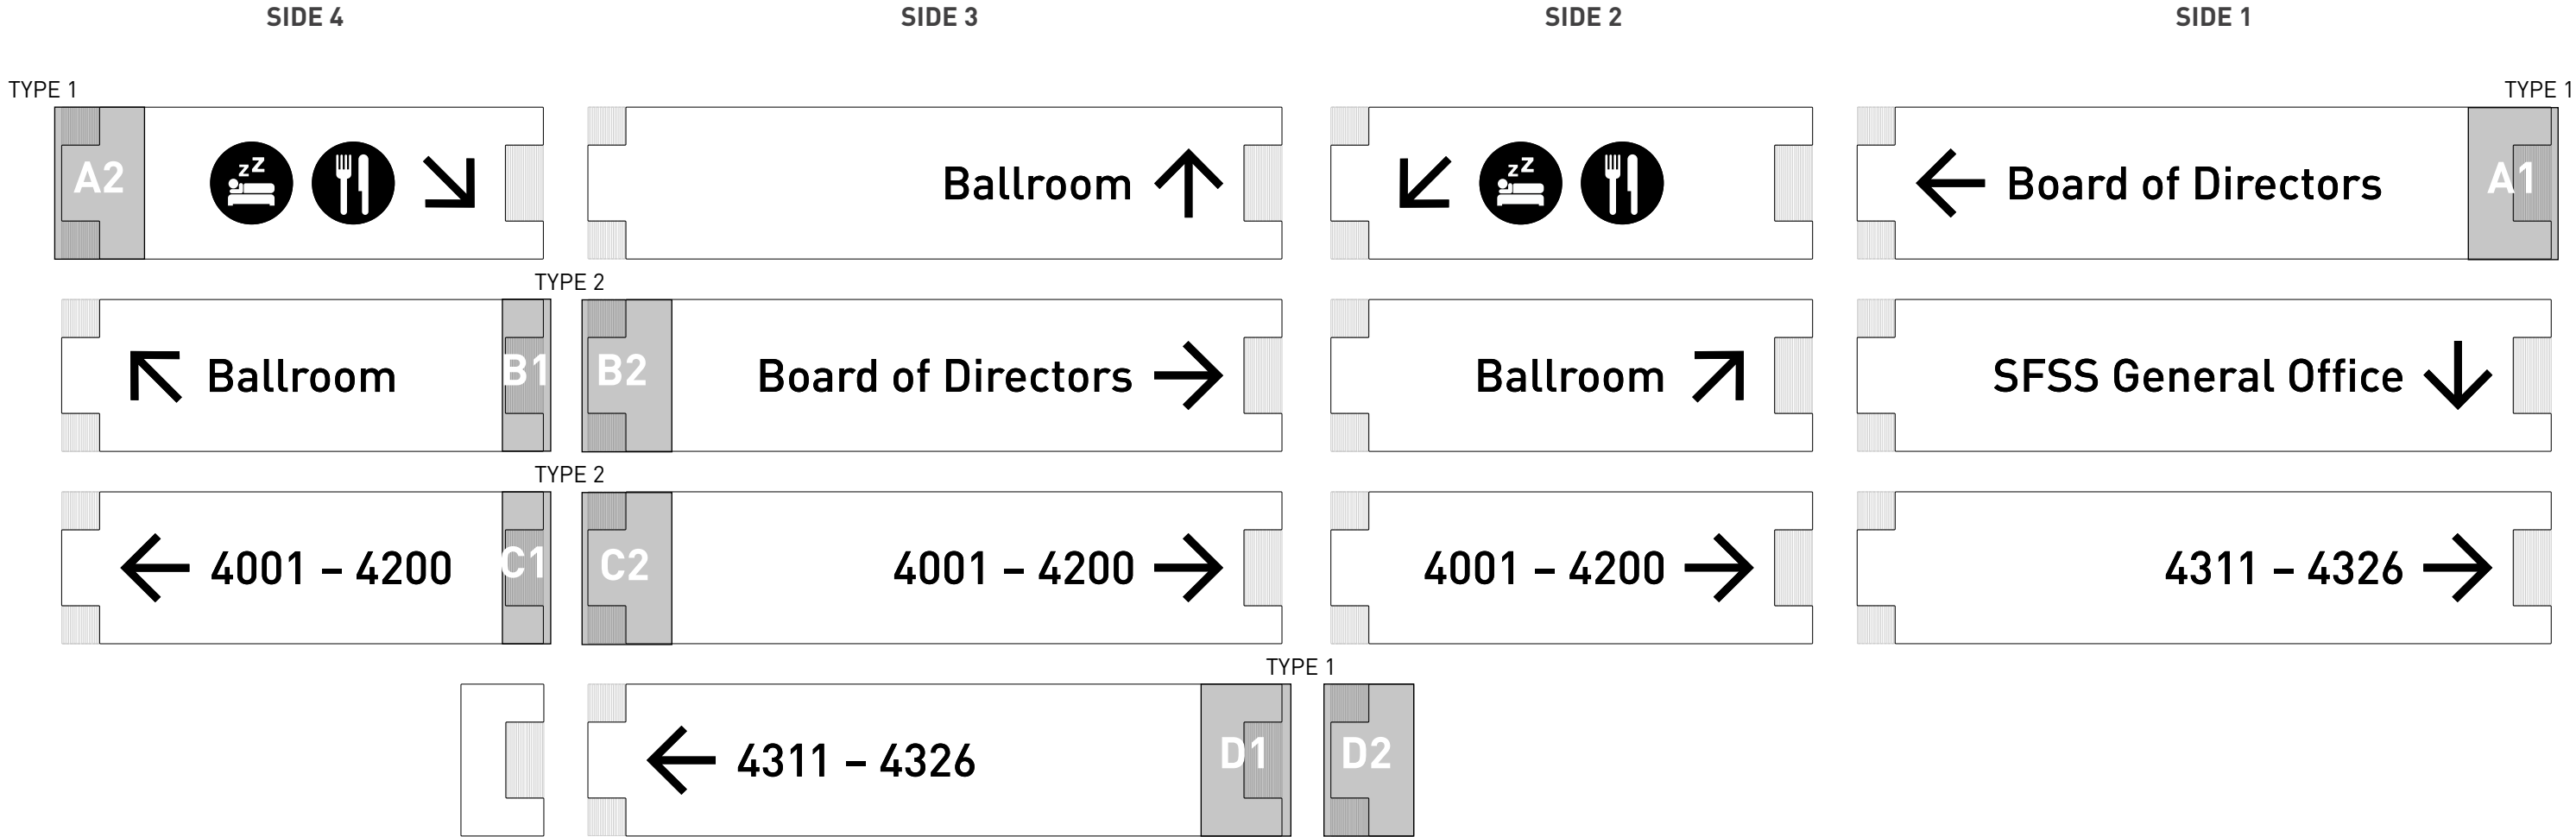 SIDE 4 SIDE 3 SIDE 2 SIDE 1
TYPE 1 TYPE 1
A2 zZ Ballroom zZ Board of Directors A1
TYPE 2
Ballroom B1 B2 Board of Directors Ballroom SFSS General Office
TYPE 2
4001 – 4200 C1 C2 4001 – 4200 4001 – 4200 4311 – 4326
TYPE 1
4311 – 4326 D1 D2